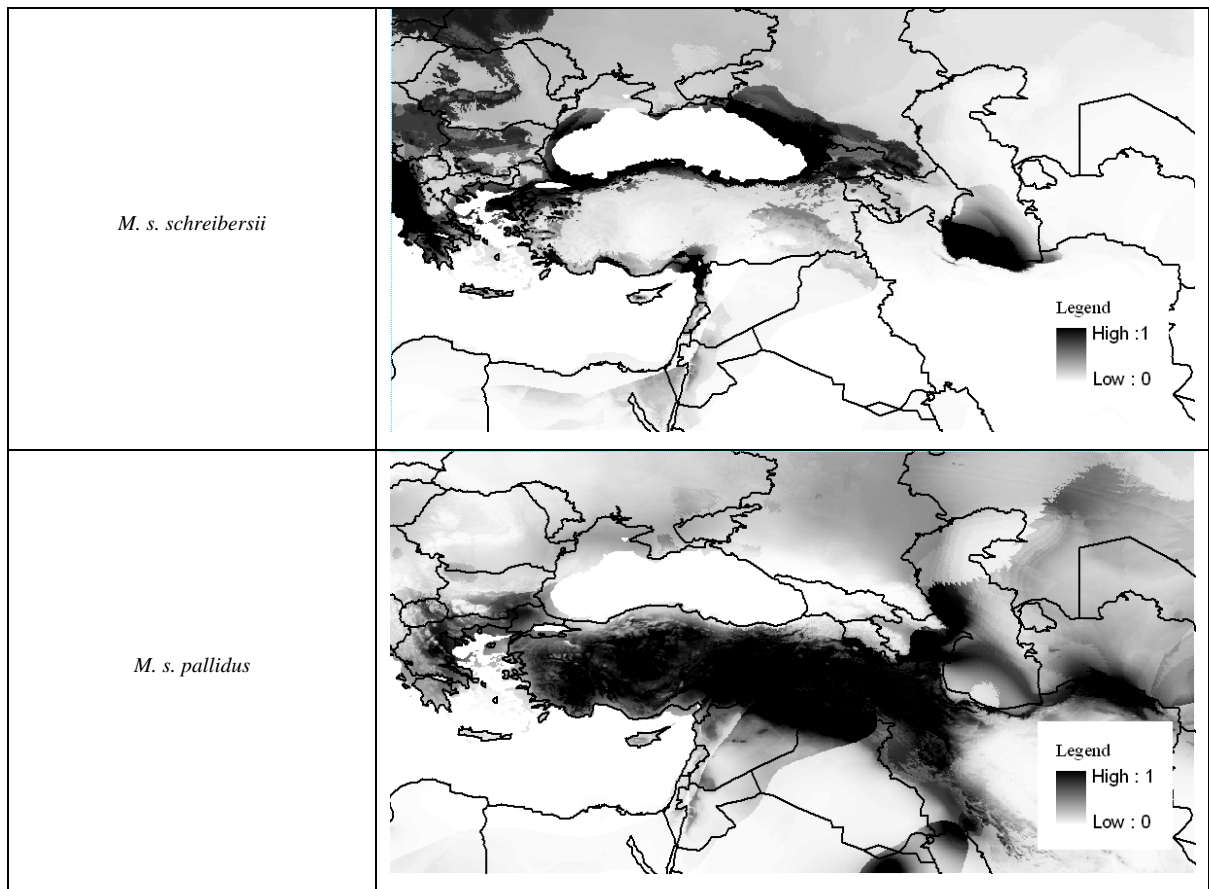 M. s. schreibersii
Legend
High :1
Low : 0
M. s. pallidus
Legend
High : 1
Low : 0